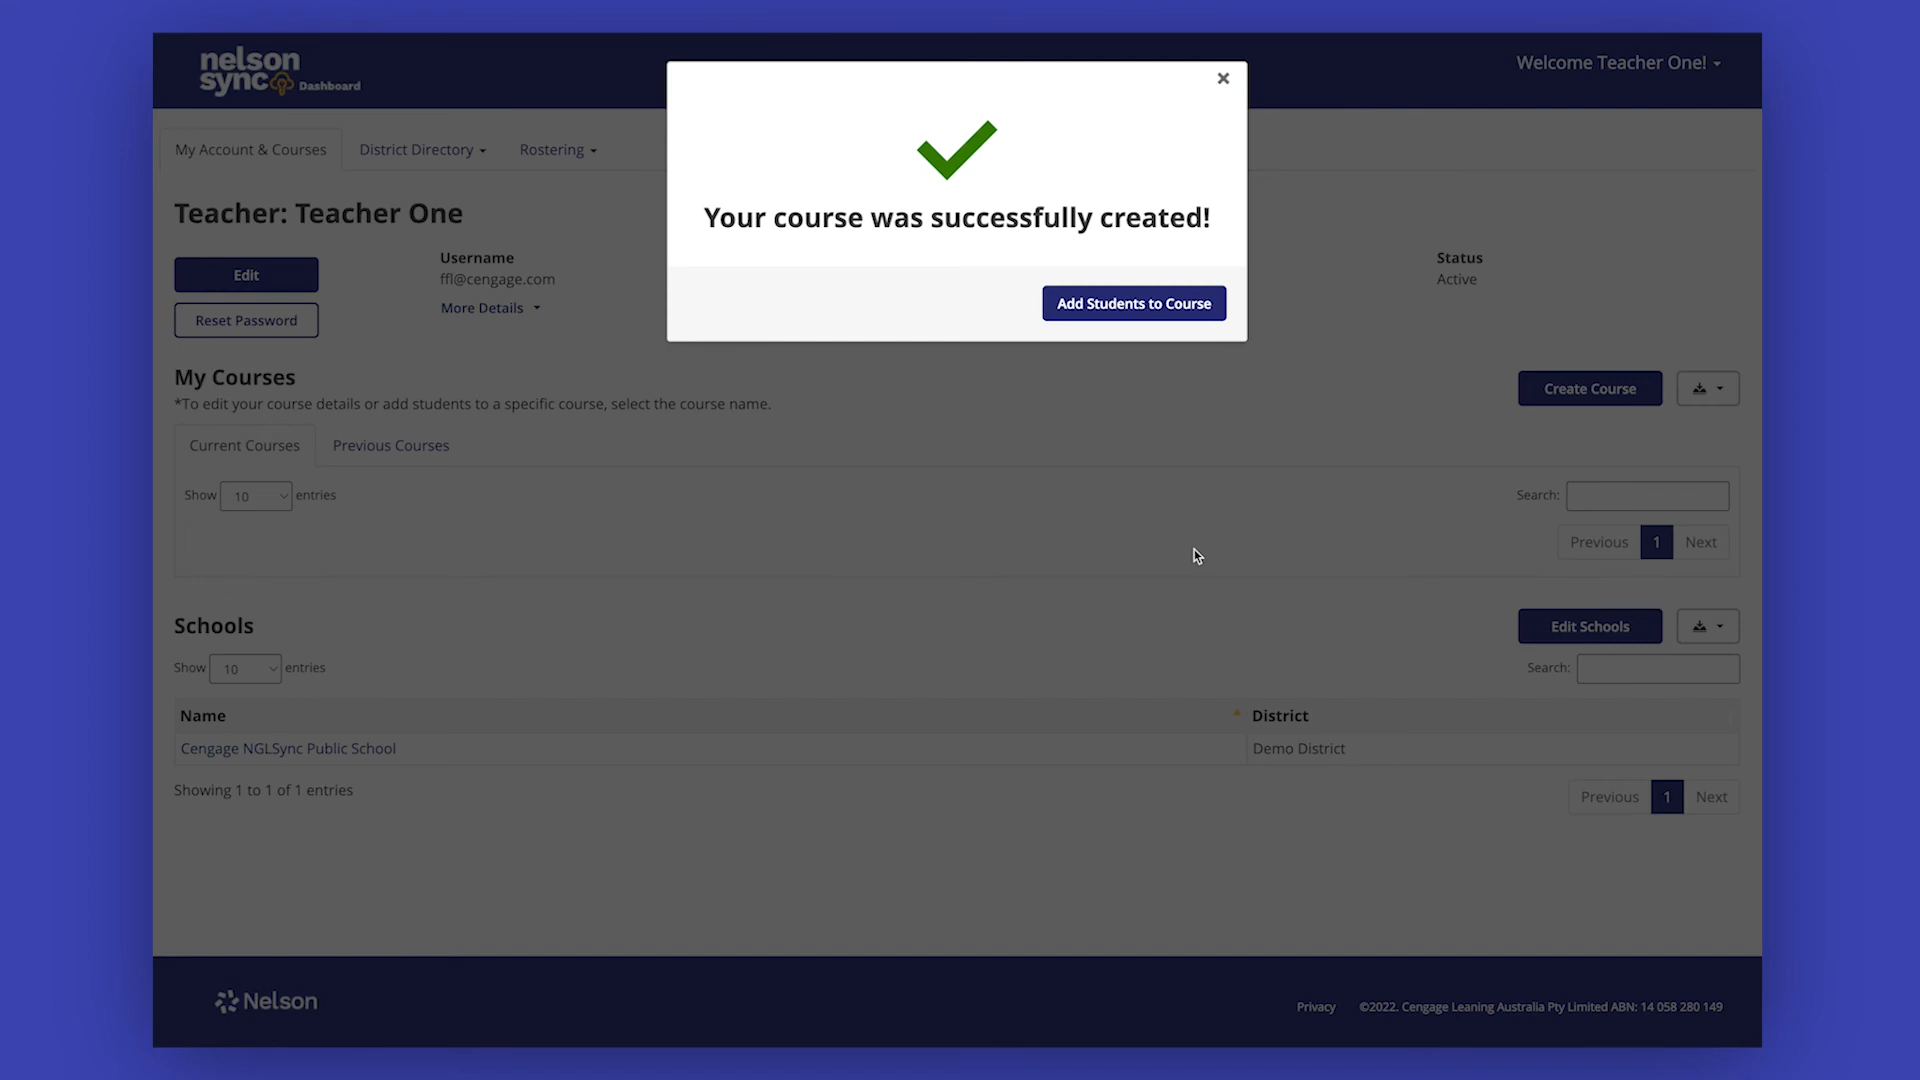 nelson
sync Dashboard
Welcome Teacher One!
×
My Account & Courses
District Directory
Rostering
Your course was successfully created!
Add Students to Course
Teacher: Teacher One
Edit
Reset Password
Username
ffl@cengage.com
More Details
Status
Active
My Courses
*To edit your course details or add students to a specific course, select the course name.
Create Course
Current Courses
Previous Courses
Show 10 entries
Search:
Previous 1 Next
Schools
Edit Schools
Show 10 entries
Search:
Name District
Cengage NGLSync Public School Demo District
Showing 1 to 1 of 1 entries
Previous 1 Next
Nelson
Privacy ©2022. Cengage Leaning Australia Pty Limited ABN: 14 058 280 149